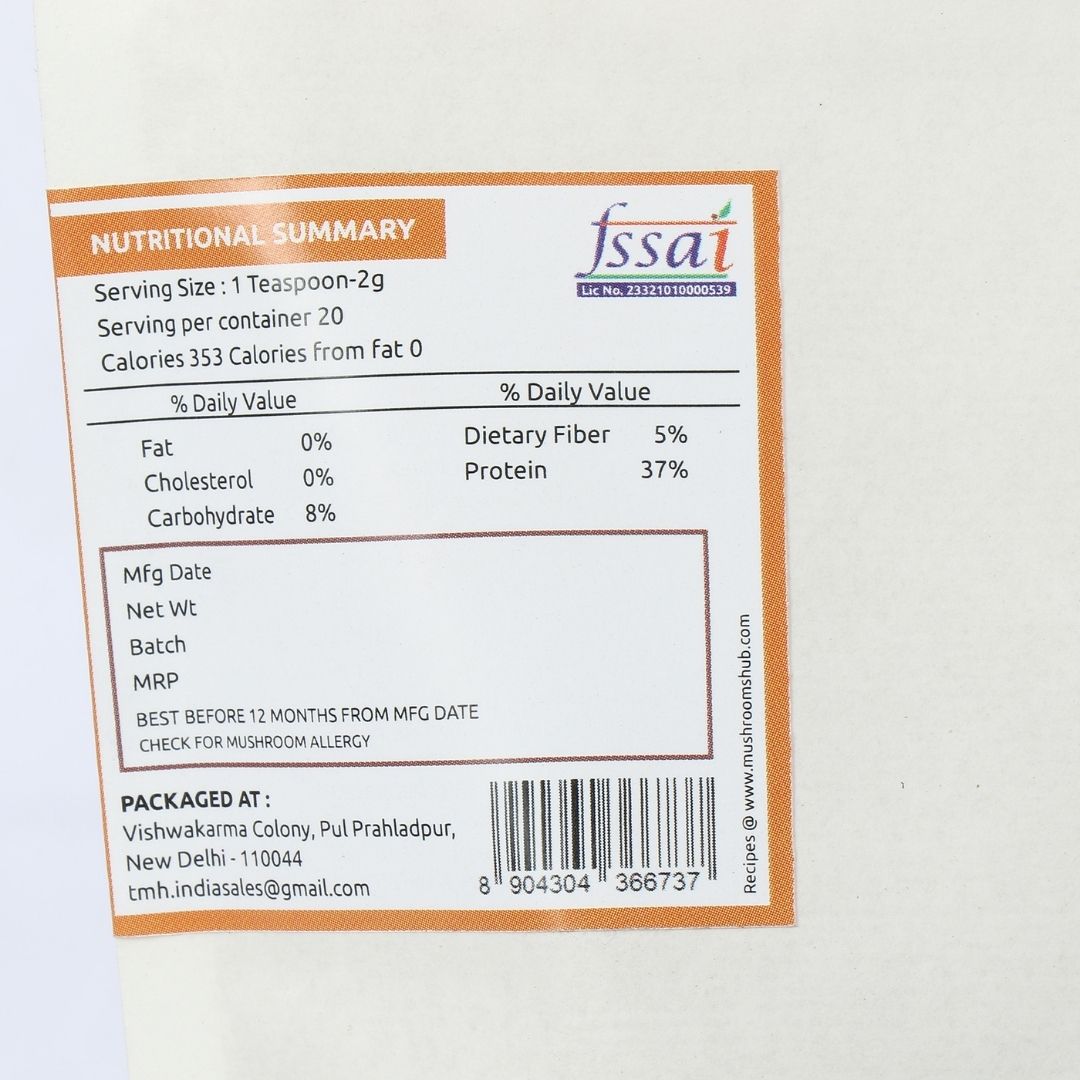 NUTRITIONAL SUMMARY
fssai
Lic No. 23321010000539
Serving Size : 1 Teaspoon-2g
Serving per container 20
Calories 353 Calories from fat 0
% Daily Value
% Daily Value
Fat 0%
Cholesterol 0%
Carbohydrate 8%
Dietary Fiber 5%
Protein 37%
Mfg Date
Net Wt
Batch
MRP
BEST BEFORE 12 MONTHS FROM MFG DATE
CHECK FOR MUSHROOM ALLERGY
PACKAGED AT :
Vishwakarma Colony, Pul Prahladpur,
New Delhi - 110044
tmh.indiasales@gmail.com
8 904304 366737
Recipes @ www.mushroomshub.com